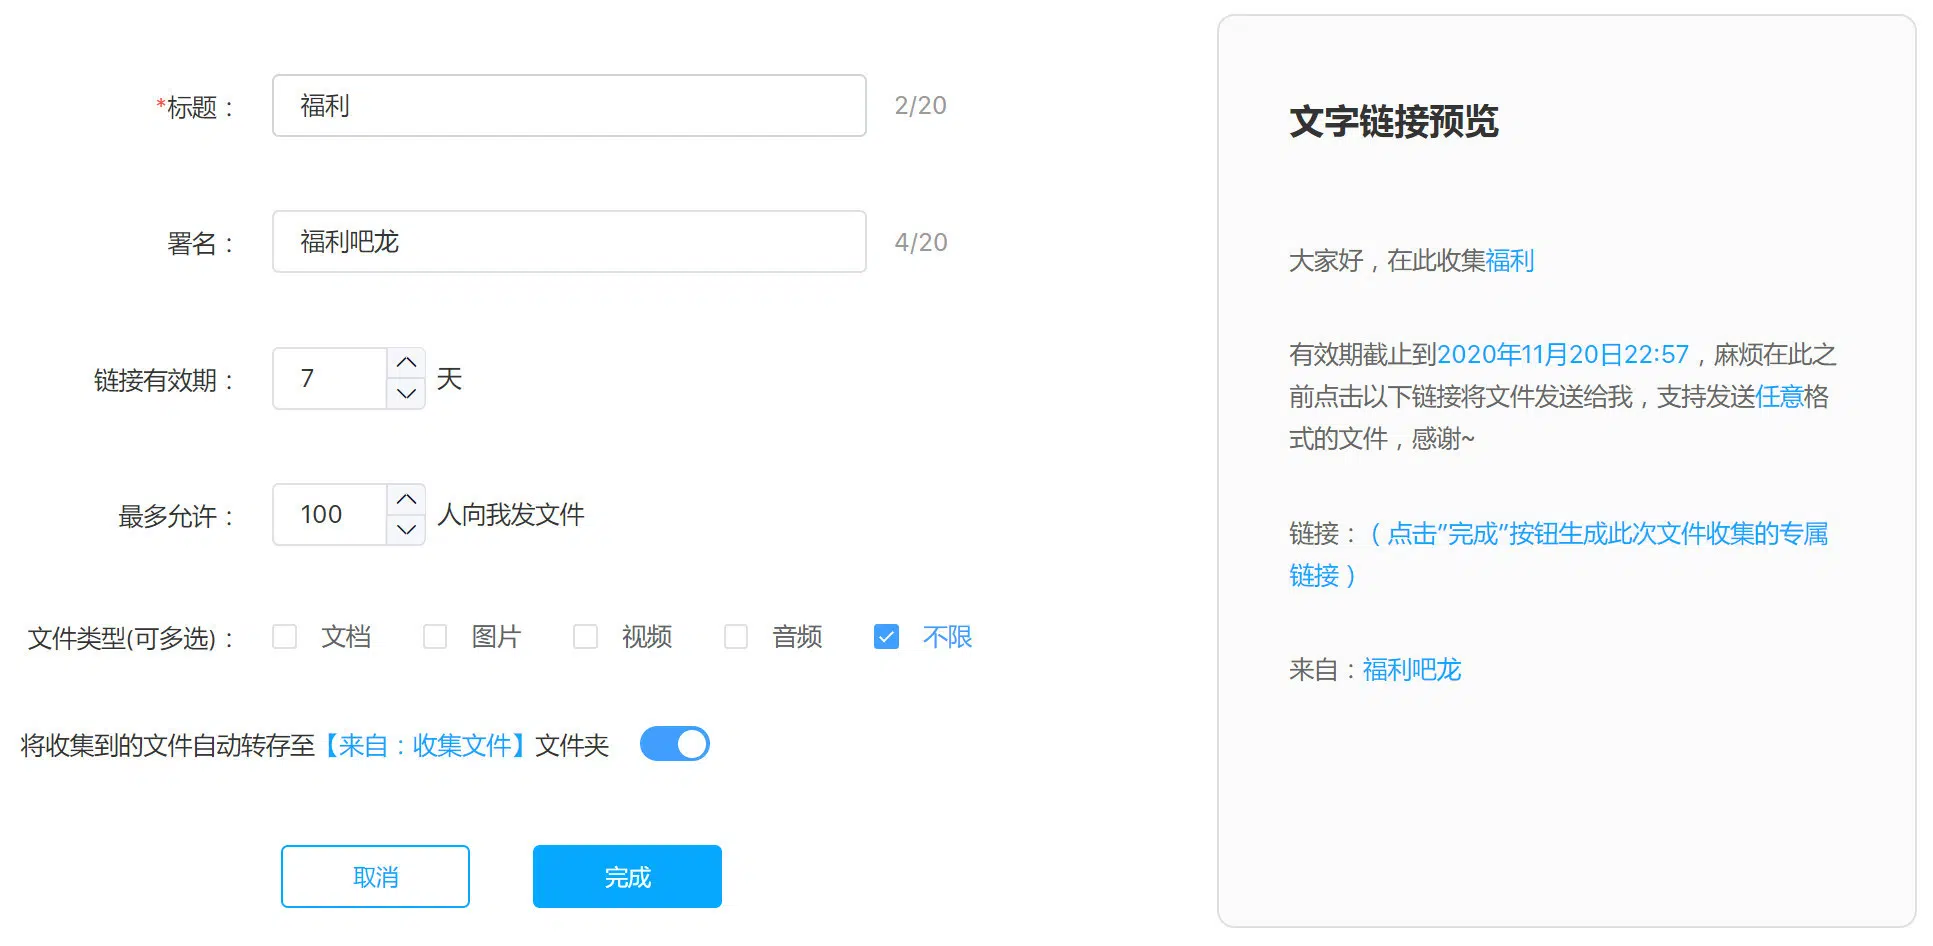 *标题：
福利
2/20
署名：
福利吧龙
4/20
链接有效期：
7
天
最多允许：
100
人向我发文件
文件类型(可多选)：
文档
图片
视频
音频
不限
将收集到的文件自动转存至【来自：收集文件】文件夹
取消
完成
文字链接预览
大家好，在此收集福利
有效期截止到2020年11月20日22:57，麻烦在此之
前点击以下链接将文件发送给我，支持发送任意格
式的文件，感谢~
链接：（点击”完成”按钮生成此次文件收集的专属
链接）
来自：福利吧龙